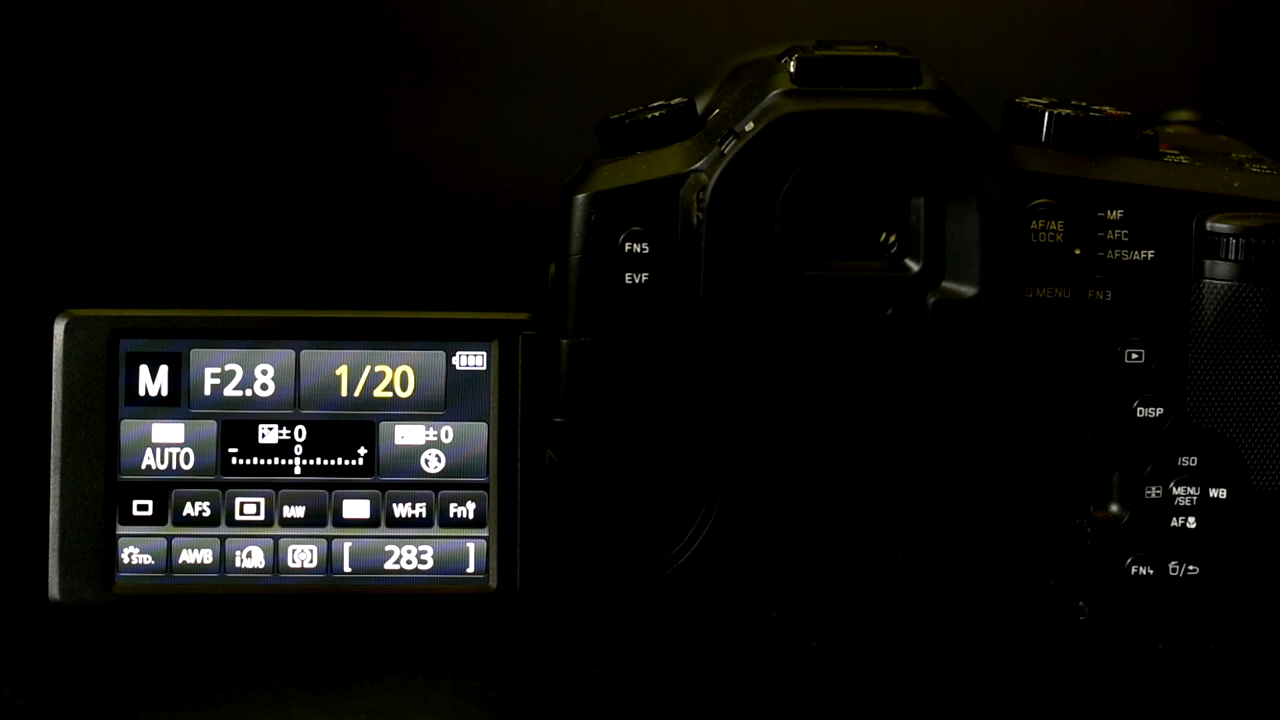 M F2.8 1/20
AUTO ±0 ±0
- 0 +
AFS RAW Wi-Fi Fn
STD. AWB iAUTO [ 283 ]
FN5
EVF
AF/AE
LOCK
MF
AFC
AFS/AFF
Q MENU FN3
DISP
ISO
MENU
/SET
WB
AF
FN4